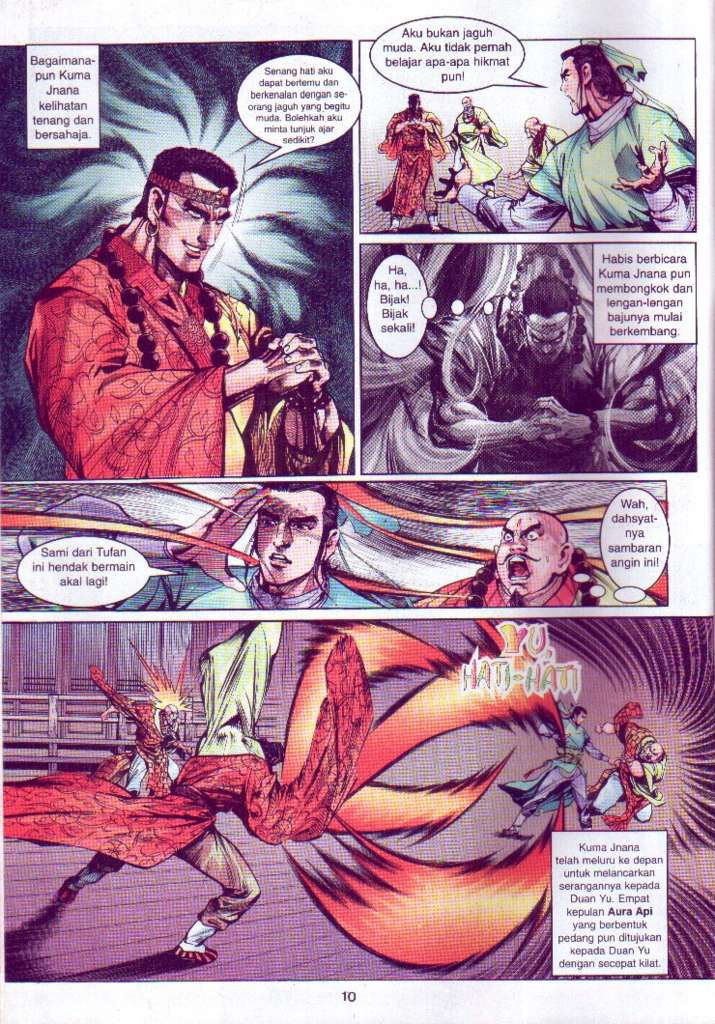 Bagaimana-
pun Kuma
Jnana
kelihatan
tenang dan
bersahaja.
Senang hati aku
dapat bertemu dan
berkenalan dengan se-
orang jaguh yang begitu
muda. Bolehkah aku
minta tunjuk ajar
sedikit?
Aku bukan jaguh
muda. Aku tidak pernah
belajar apa-apa hikmat
pun!
Ha,
ha, ha...!
Bijak!
Bijak
sekali!
Habis berbicara
Kuma Jnana pun
membongkok dan
lengan-lengan
bajunya mulai
berkembang.
Sami dari Tufan
ini hendak bermain
akal lagi!
Wah,
dahsyat-
nya
sambaran
angin ini!
YU,
HATI-HATI
Kuma Jnana
telah meluru ke depan
untuk melancarkan
serangannya kepada
Duan Yu. Empat
kepulan Aura Api
yang berbentuk
pedang pun ditujukan
kepada Duan Yu
dengan secepat kilat.
10